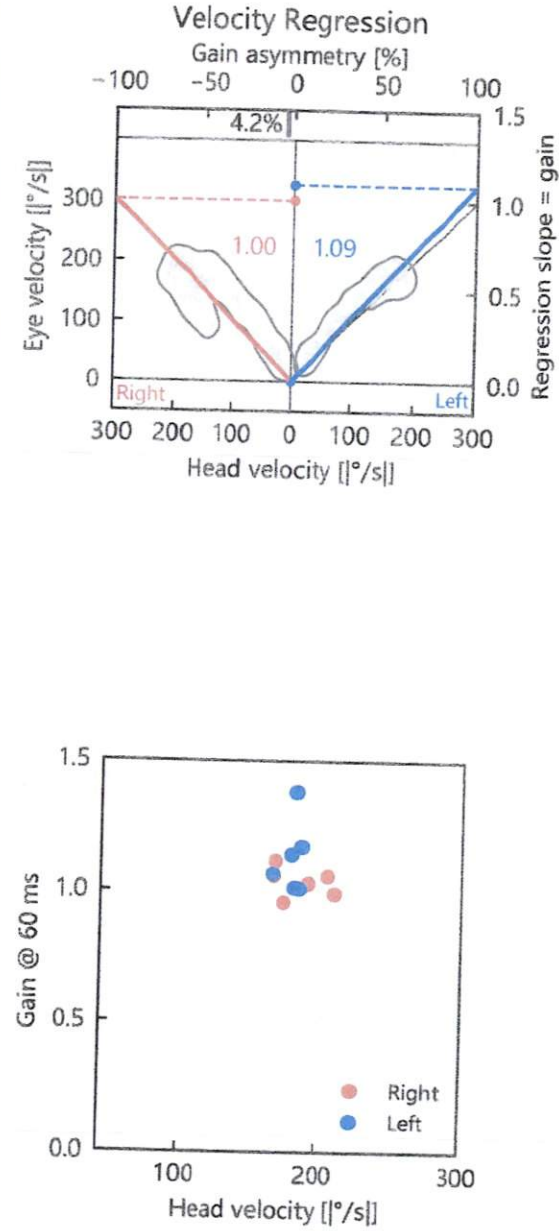 Velocity Regression
Gain asymmetry [%]
−100 −50 0 50 100
4.2%
1.5
300
1.0
1.00 1.09
200
0.5
100
0
0.0
Right Left
300 200 100 0 100 200 300
Eye velocity [|°/s|]
Regression slope = gain
Head velocity [|°/s|]
1.5
1.0
Gain @ 60 ms
0.5
Right
Left
0.0
100 200 300
Head velocity [|°/s|]